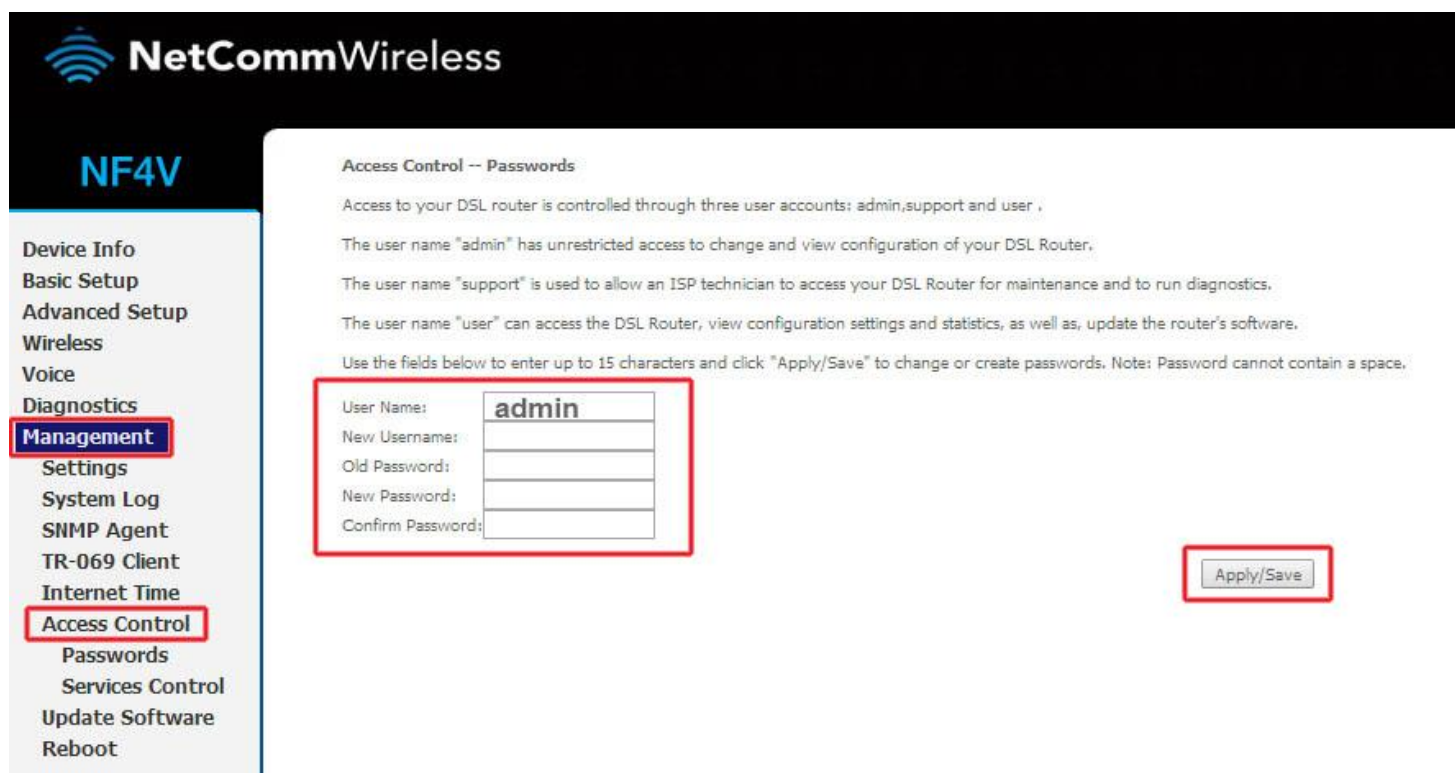 NetCommWireless
NF4V
Device Info
Basic Setup
Advanced Setup
Wireless
Voice
Diagnostics
Management
Settings
System Log
SNMP Agent
TR-069 Client
Internet Time
Access Control
Passwords
Services Control
Update Software
Reboot
Access Control -- Passwords
Access to your DSL router is controlled through three user accounts: admin,support and user .
The user name "admin" has unrestricted access to change and view configuration of your DSL Router.
The user name "support" is used to allow an ISP technician to access your DSL Router for maintenance and to run diagnostics.
The user name "user" can access the DSL Router, view configuration settings and statistics, as well as, update the router's software.
Use the fields below to enter up to 15 characters and click "Apply/Save" to change or create passwords. Note: Password cannot contain a space.
User Name: admin
New Username:
Old Password:
New Password:
Confirm Password:
Apply/Save